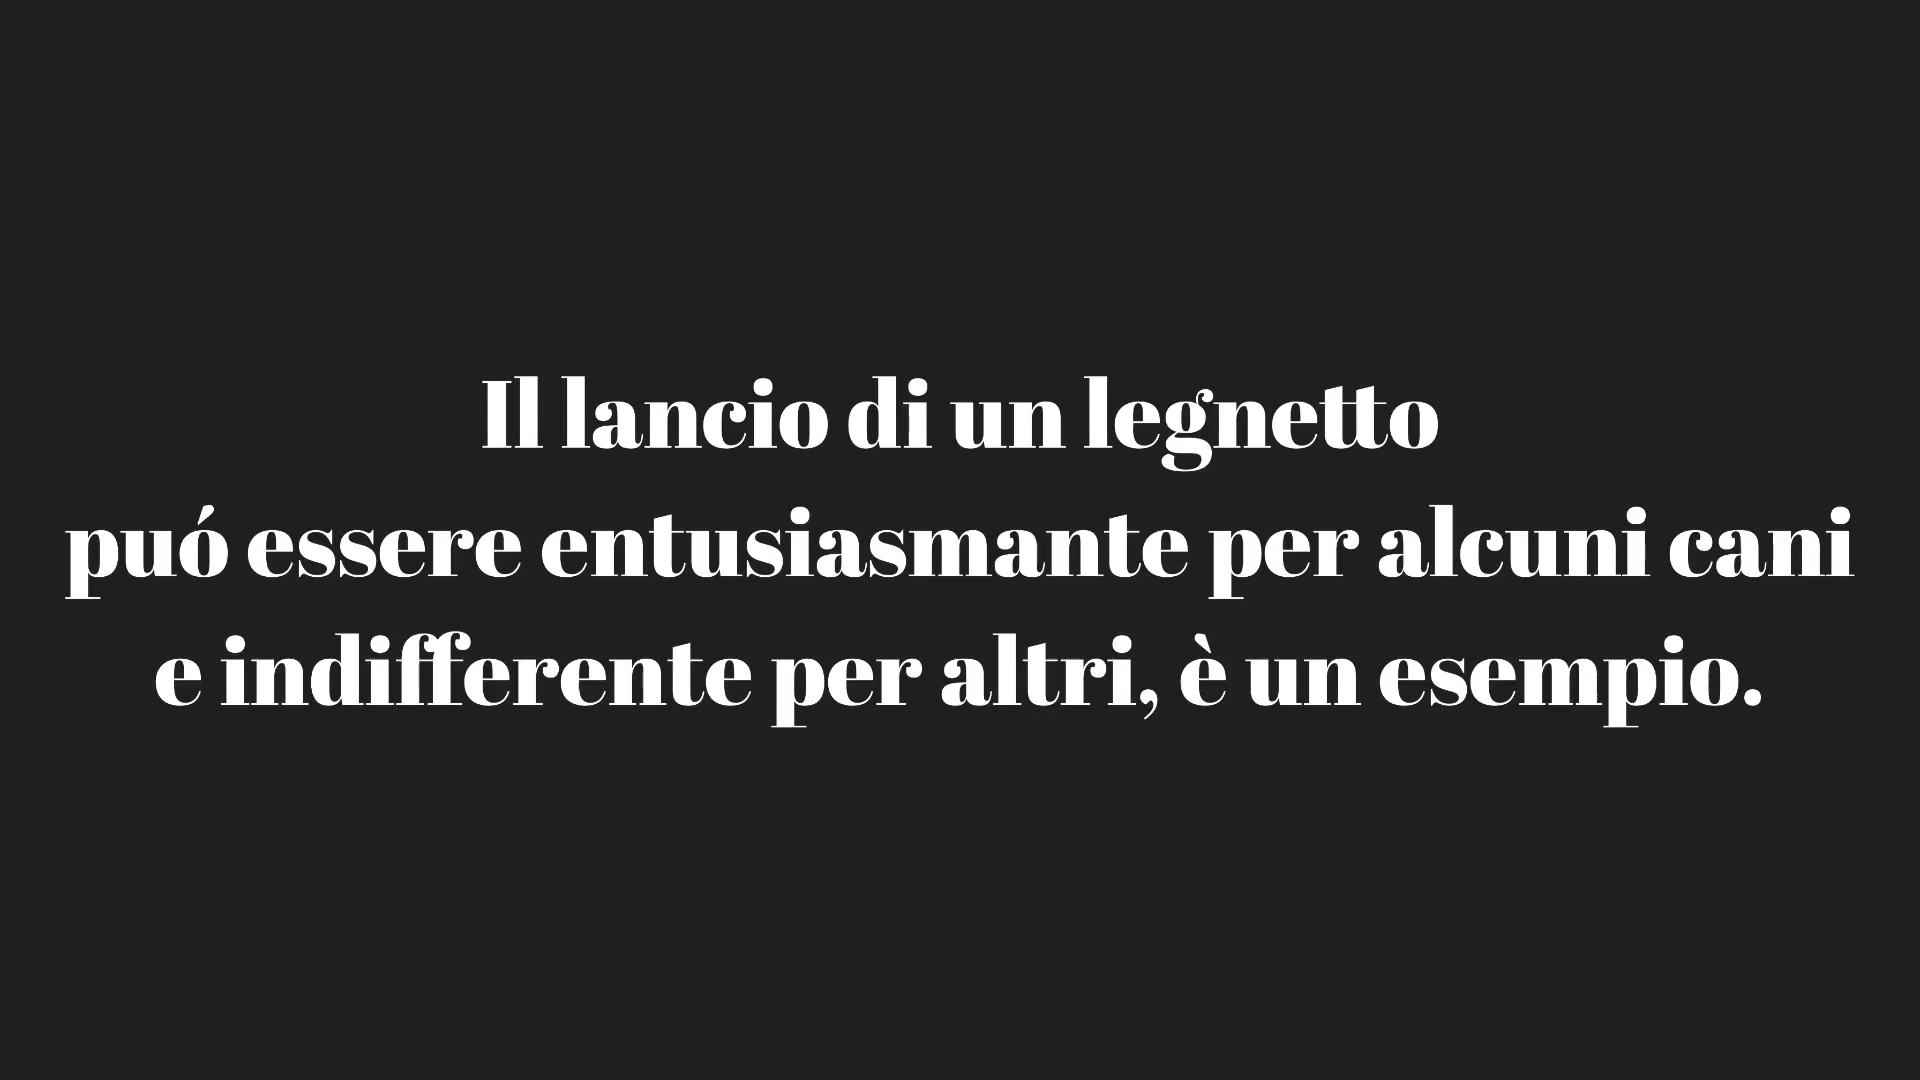 Il lancio di un legnetto
puó essere entusiasmante per alcuni cani
e indifferente per altri, è un esempio.